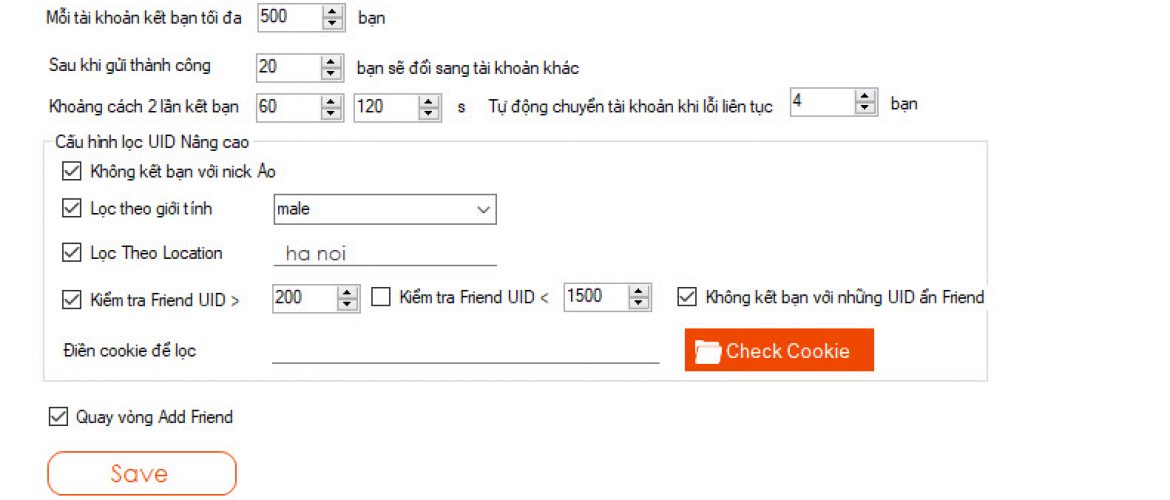 Mỗi tài khoản kết bạn tối đa 500 bạn
Sau khi gửi thành công 20 bạn sẽ đổi sang tài khoản khác
Khoảng cách 2 lần kết bạn 60 120 s Tự động chuyển tài khoản khi lỗi liên tục 4 bạn
Cấu hình lọc UID Nâng cao
Không kết bạn với nick Ảo
Lọc theo giới tính male
Lọc Theo Location ha noi
Kiểm tra Friend UID > 200 Kiểm tra Friend UID < 1500 Không kết bạn với những UID ẩn Friend
Điền cookie để lọc Check Cookie
Quay vòng Add Friend
Save